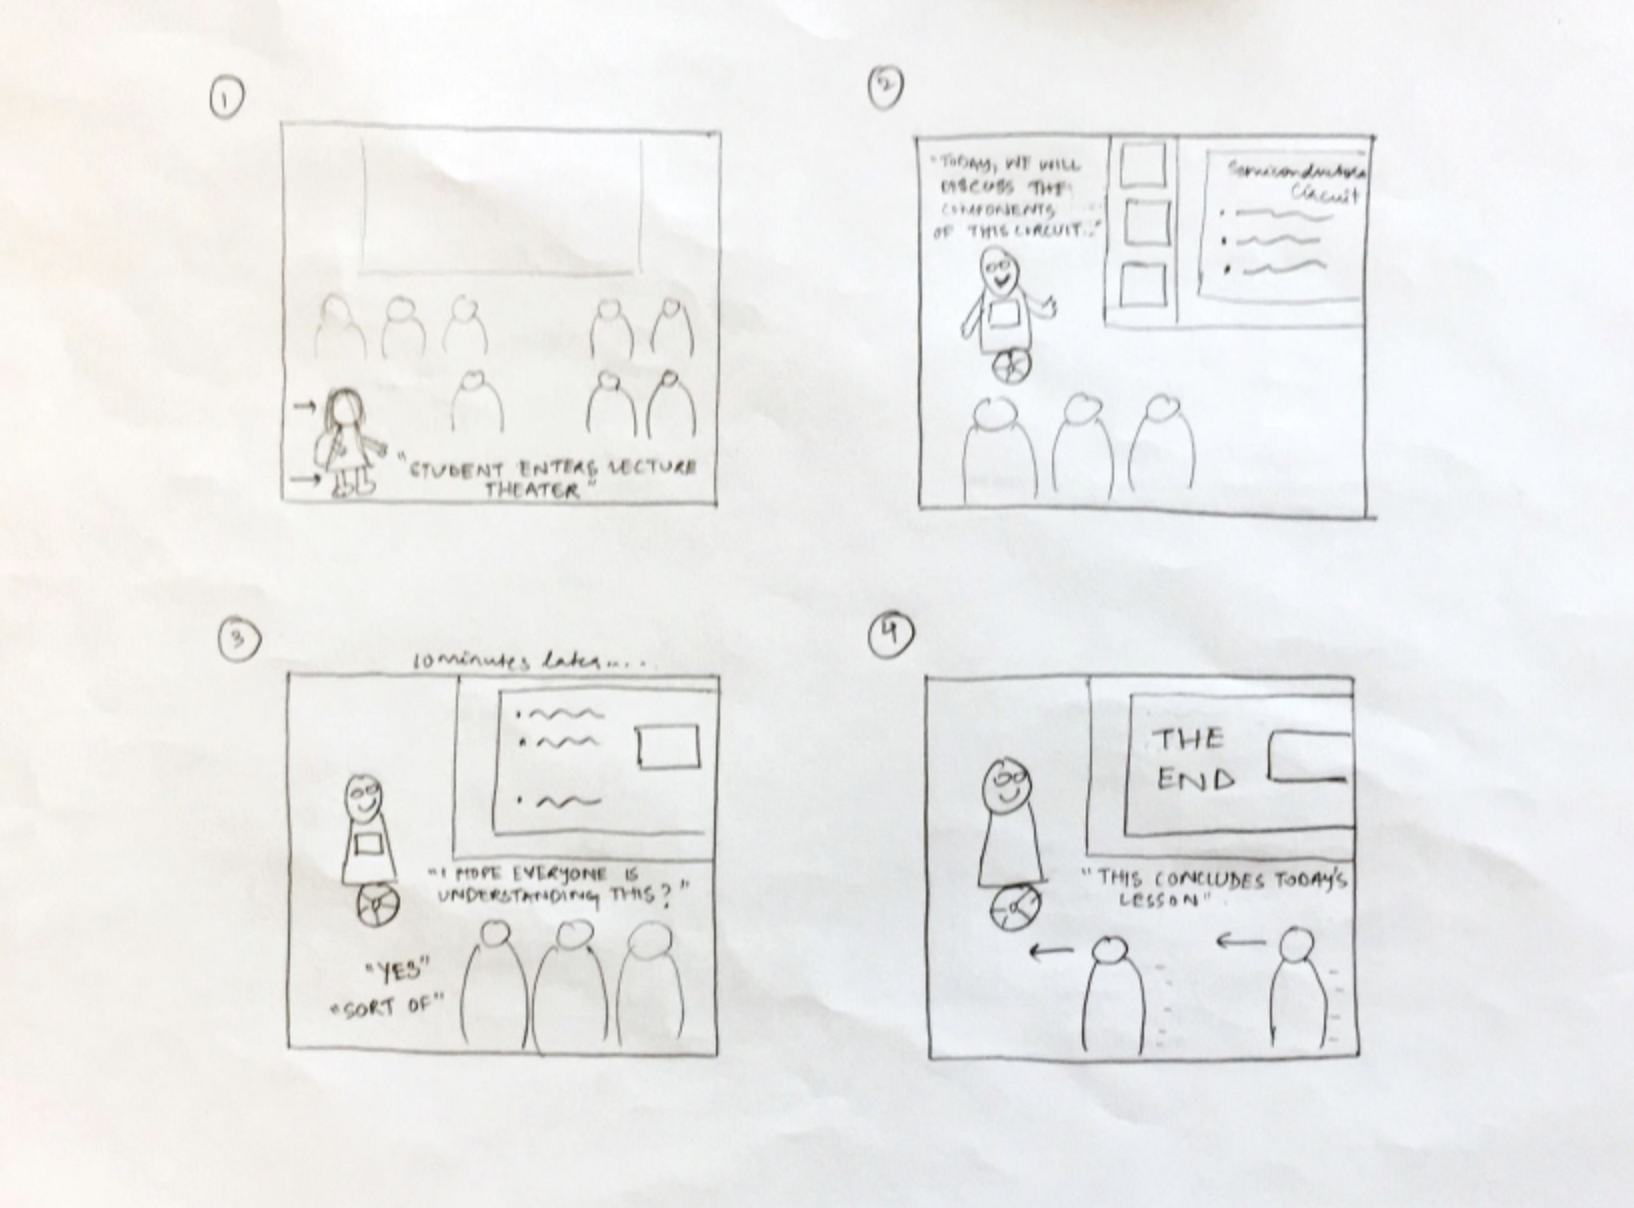 1
"STUDENT ENTERS LECTURE
THEATER"
2
"TODAY, WE WILL
DISCUSS THE
COMPONENTS
OF THIS CIRCUIT..."
Semiconductors
Circuit
3
10 minutes later.....
"I HOPE EVERYONE IS
UNDERSTANDING THIS?"
"YES"
"SORT OF"
4
THE
END
"THIS CONCLUDES TODAY'S
LESSON"